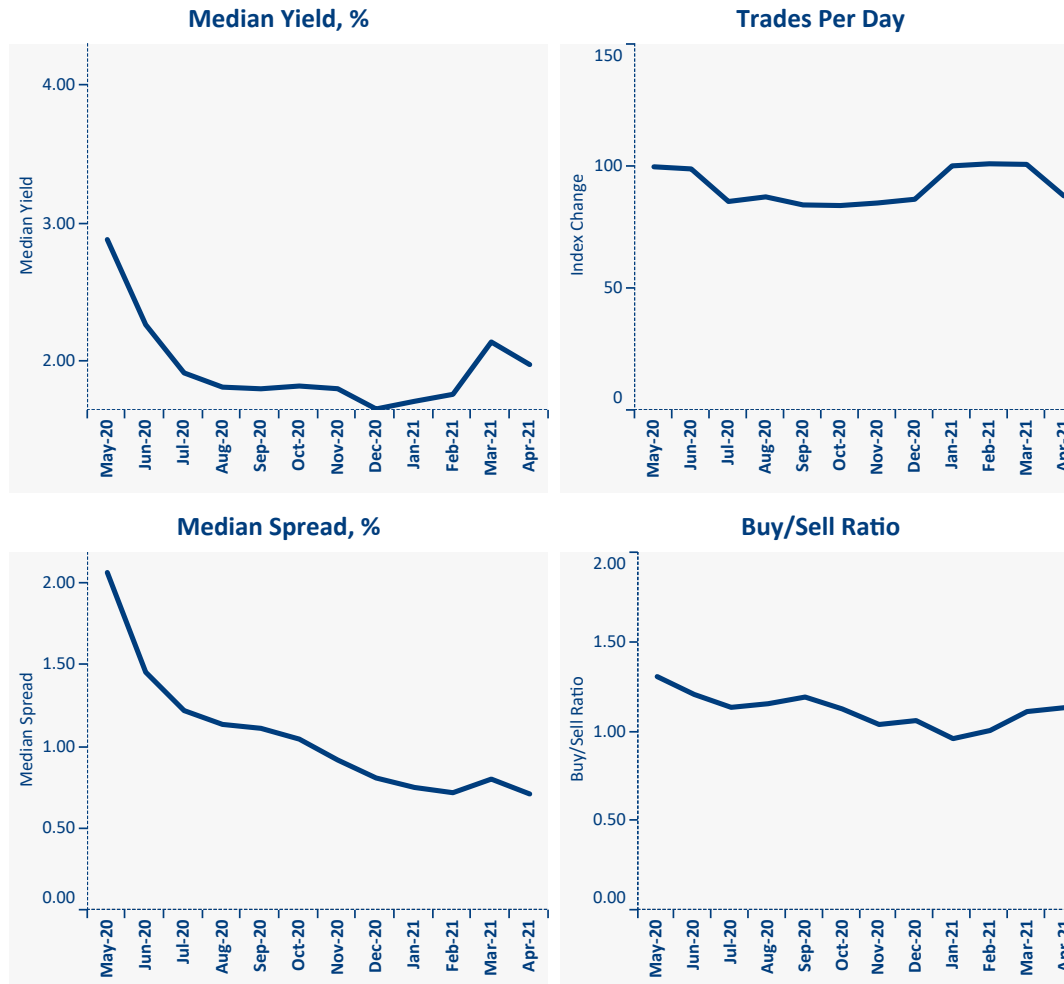 Median Yield, %
4.00
3.00
2.00
Median Yield
May-20
Jun-20
Jul-20
Aug-20
Sep-20
Oct-20
Nov-20
Dec-20
Jan-21
Feb-21
Mar-21
Apr-21
Trades Per Day
150
100
50
0
Index Change
May-20
Jun-20
Jul-20
Aug-20
Sep-20
Oct-20
Nov-20
Dec-20
Jan-21
Feb-21
Mar-21
Apr-21
Median Spread, %
2.00
1.50
1.00
0.50
0.00
Median Spread
May-20
Jun-20
Jul-20
Aug-20
Sep-20
Oct-20
Nov-20
Dec-20
Jan-21
Feb-21
Mar-21
Apr-21
Buy/Sell Ratio
2.00
1.50
1.00
0.50
0.00
Buy/Sell Ratio
May-20
Jun-20
Jul-20
Aug-20
Sep-20
Oct-20
Nov-20
Dec-20
Jan-21
Feb-21
Mar-21
Apr-21